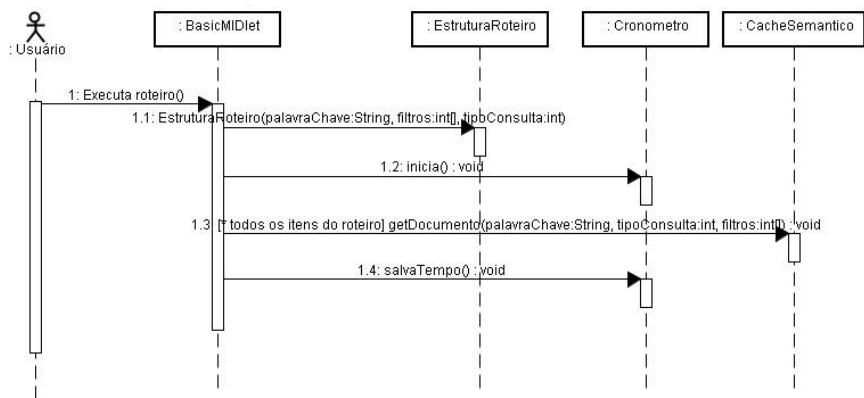 : Usuário
: BasicMIDlet
: EstruturaRoteiro
: Cronometro
: CacheSemantico
1: Executa roteiro()
1.1: EstruturaRoteiro(palavraChave:String, filtros:int[], tipoConsulta:int)
1.2: inicia() : void
1.3 [* todos os itens do roteiro] getDocumento(palavraChave:String, tipoConsulta:int, filtros:int[]) : void
1.4: salvaTempo() : void